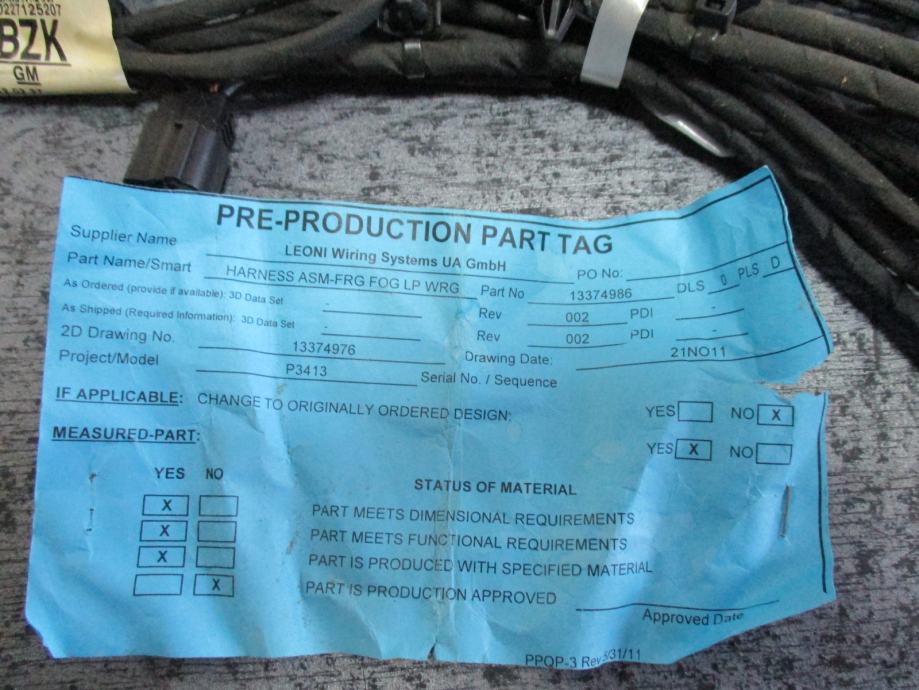 0227125207
BZK
GM
PRE-PRODUCTION PART TAG
Supplier Name LEONI Wiring Systems UA GmbH PO No:
Part Name/Smart HARNESS ASM-FRG FOG LP WRG Part No 13374986 DLS 0 PLS D
As Ordered (provide if available): 3D Data Set - Rev 002 PDI -
As Shipped (Required Information): 3D Data Set - Rev 002 PDI -
2D Drawing No. 13374976 Drawing Date: 21NO11
Project/Model P3413 Serial No. / Sequence
IF APPLICABLE: CHANGE TO ORIGINALLY ORDERED DESIGN: YES NO X
MEASURED-PART: YES X NO
YES NO STATUS OF MATERIAL
X PART MEETS DIMENSIONAL REQUIREMENTS
X PART MEETS FUNCTIONAL REQUIREMENTS
X PART IS PRODUCED WITH SPECIFIED MATERIAL
X PART IS PRODUCTION APPROVED
Approved Date
PPOP-3 Rev 5/31/11